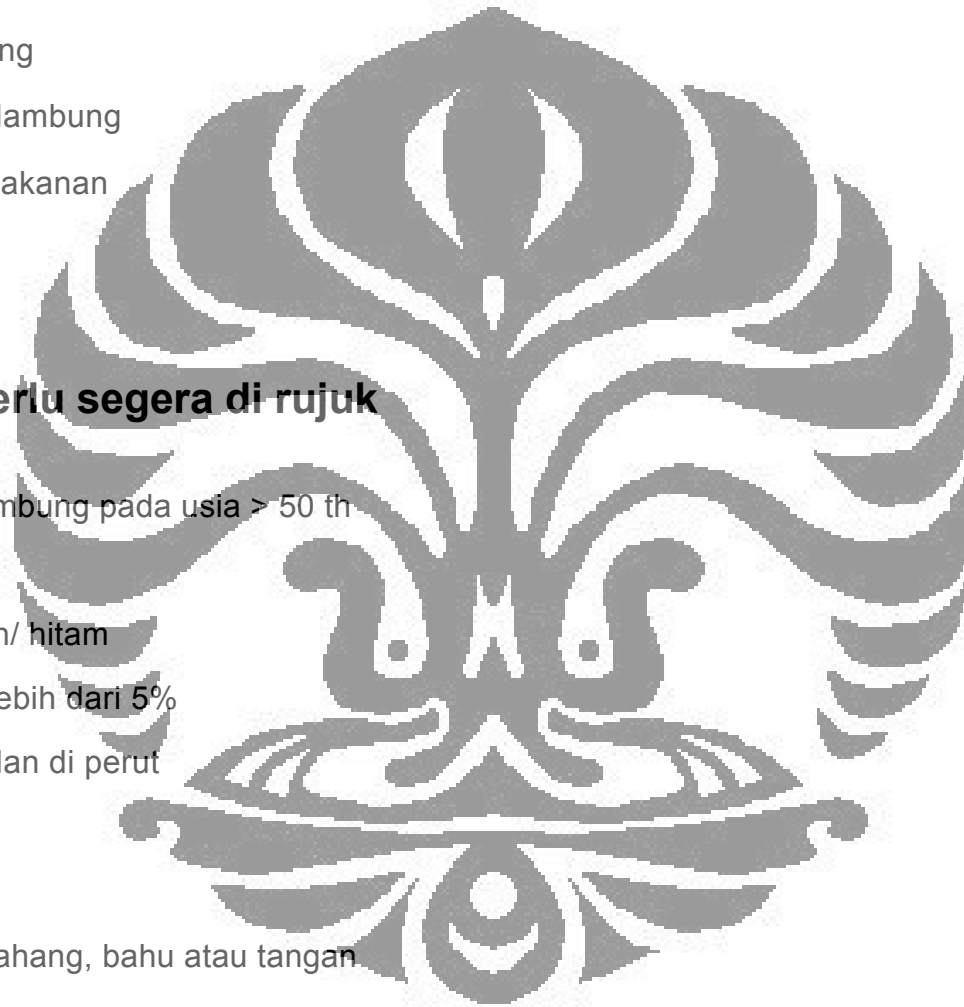 ng
lambung
akanan
erlu segera di rujuk
mbung pada usia > 50 th
n/ hitam
ebih dari 5%
lan di perut
ahang, bahu atau tangan